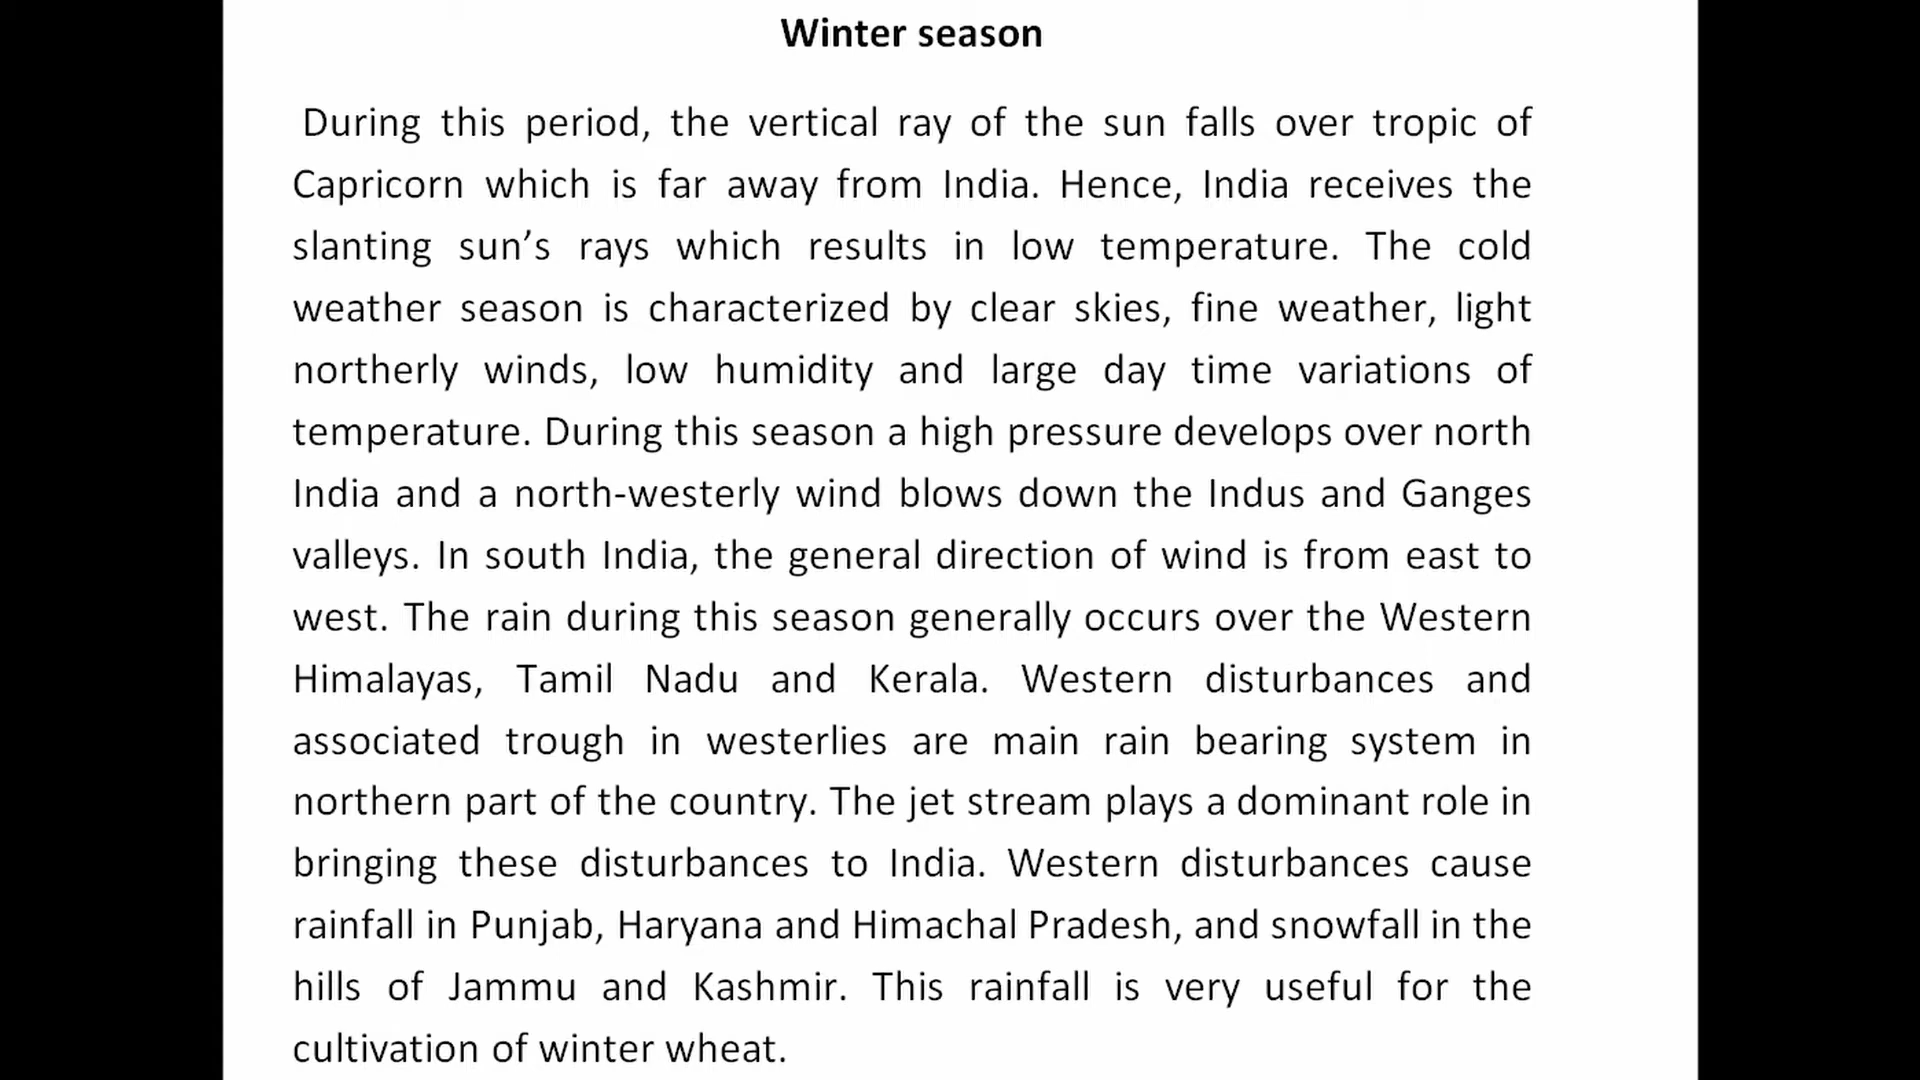 Winter season
During this period, the vertical ray of the sun falls over tropic of
Capricorn which is far away from India. Hence, India receives the
slanting sun’s rays which results in low temperature. The cold
weather season is characterized by clear skies, fine weather, light
northerly winds, low humidity and large day time variations of
temperature. During this season a high pressure develops over north
India and a north-westerly wind blows down the Indus and Ganges
valleys. In south India, the general direction of wind is from east to
west. The rain during this season generally occurs over the Western
Himalayas, Tamil Nadu and Kerala. Western disturbances and
associated trough in westerlies are main rain bearing system in
northern part of the country. The jet stream plays a dominant role in
bringing these disturbances to India. Western disturbances cause
rainfall in Punjab, Haryana and Himachal Pradesh, and snowfall in the
hills of Jammu and Kashmir. This rainfall is very useful for the
cultivation of winter wheat.